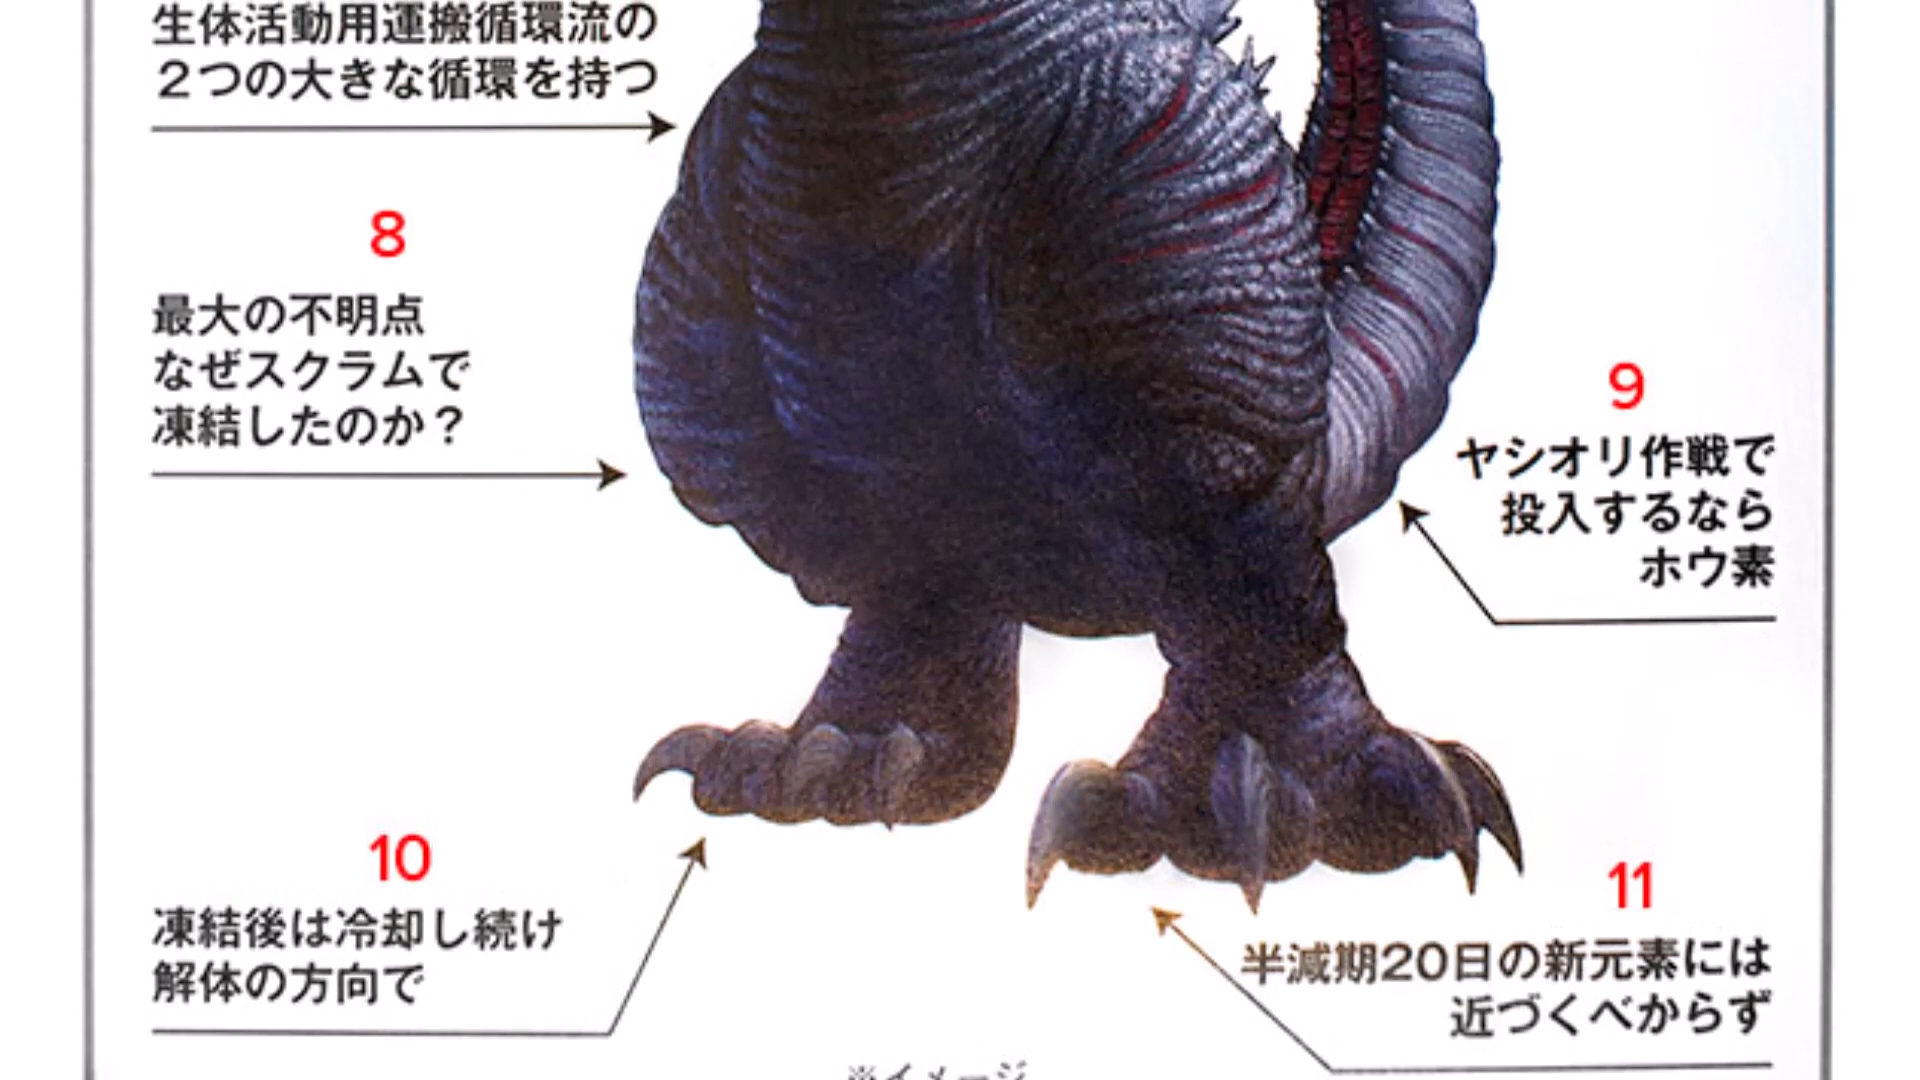 生体活動用運搬循環流の
２つの大きな循環を持つ
8
最大の不明点
なぜスクラムで
凍結したのか？
9
ヤシオリ作戦で
投入するなら
ホウ素
10
凍結後は冷却し続け
解体の方向で
11
半減期20日の新元素には
近づくべからず
※イメージ